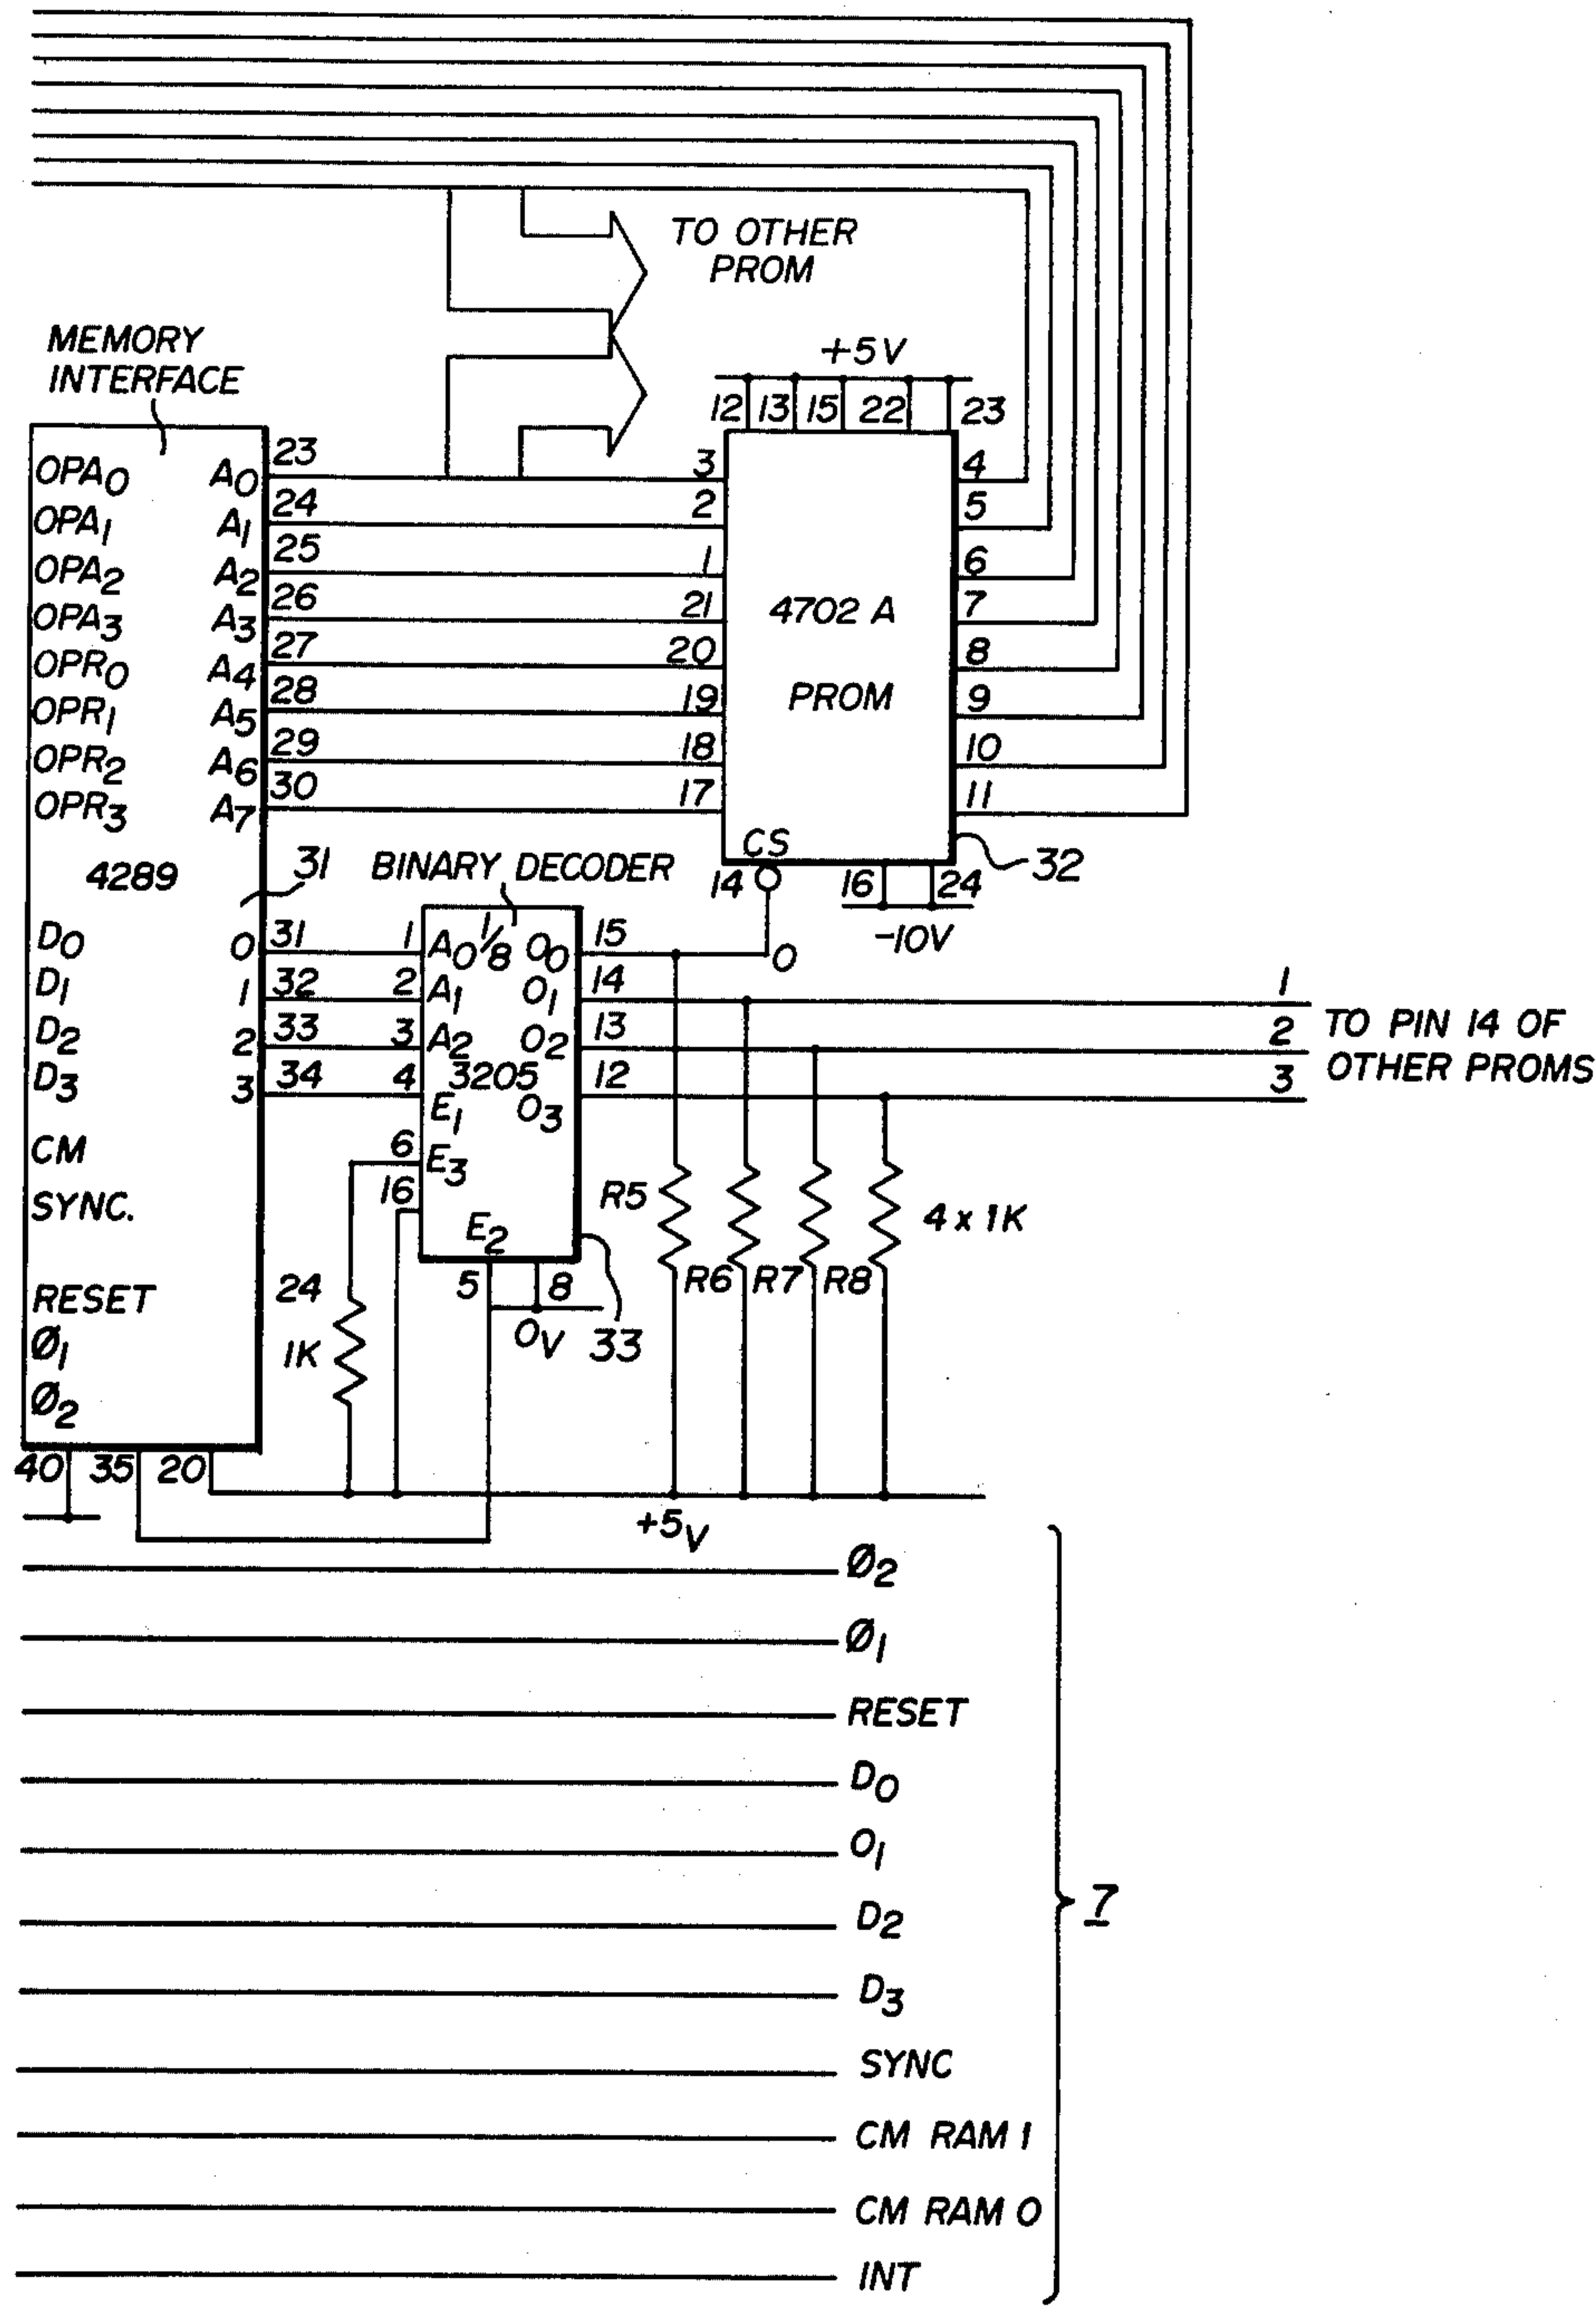 TO OTHER
PROM
MEMORY
INTERFACE
+5V
12 13 15 22 23
OPA0 A0 23 3 4
OPA1 A1 24 2 5
OPA2 A2 25 1 6
OPA3 A3 26 21 4702 A 7
OPR0 A4 27 20 8
OPR1 A5 28 19 PROM 9
OPR2 A6 29 18 10
OPR3 A7 30 17 11
CS
4289 31 BINARY DECODER 14 16 24 32
-10V
D0 0 31 1 A0 1/8 O0 15 0
D1 1 32 2 A1 O1 14 1
D2 2 33 3 A2 O2 13 2 TO PIN 14 OF
3205 OTHER PROMS
D3 3 34 4 E1 O3 12 3
CM 6 E3
SYNC. 16 R5 4 x 1K
E2
RESET 24 5 8 R6 R7 R8
Ø1 1K 0V 33
Ø2
40 35 20
+5V
Ø2
Ø1
RESET
D0
O1
D2 7
D3
SYNC
CM RAM 1
CM RAM 0
INT